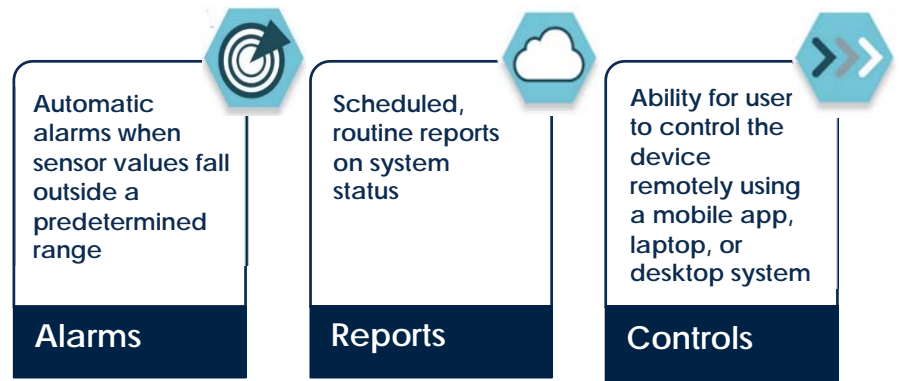 Automatic
alarms when
sensor values fall
outside a
predetermined
range
Alarms
Scheduled,
routine reports
on system
status
Reports
Ability for user
to control the
device
remotely using
a mobile app,
laptop, or
desktop system
Controls